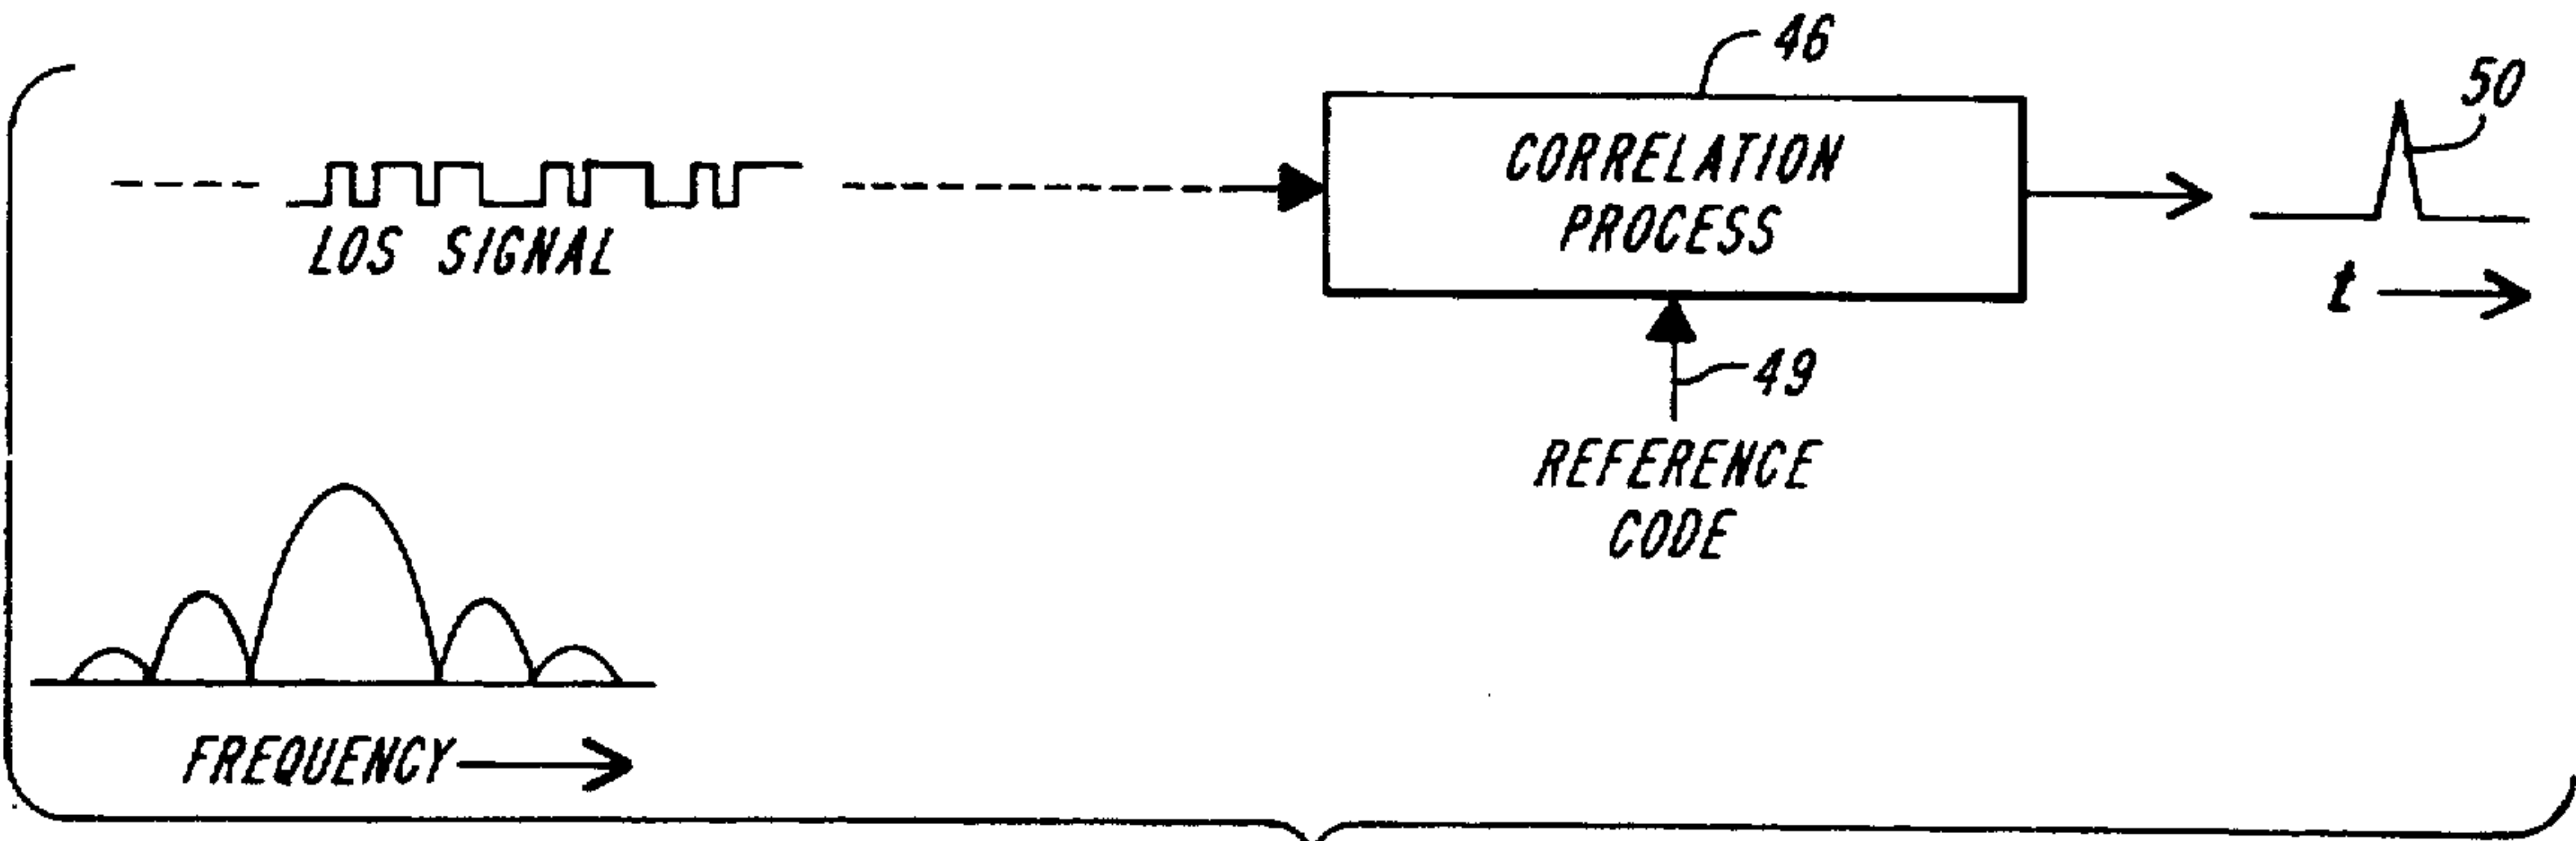 46
50
CORRELATION
PROCESS
LOS SIGNAL
t
49
REFERENCE
CODE
FREQUENCY